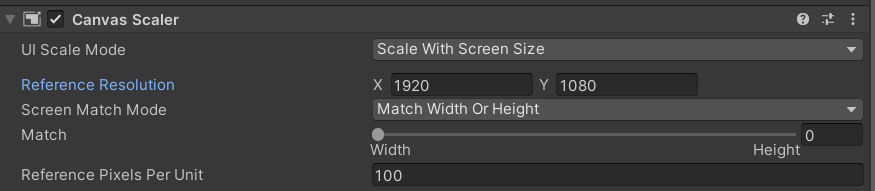 Canvas Scaler
UI Scale Mode Scale With Screen Size
Reference Resolution X 1920 Y 1080
Screen Match Mode Match Width Or Height
Match 0
Width Height
Reference Pixels Per Unit 100